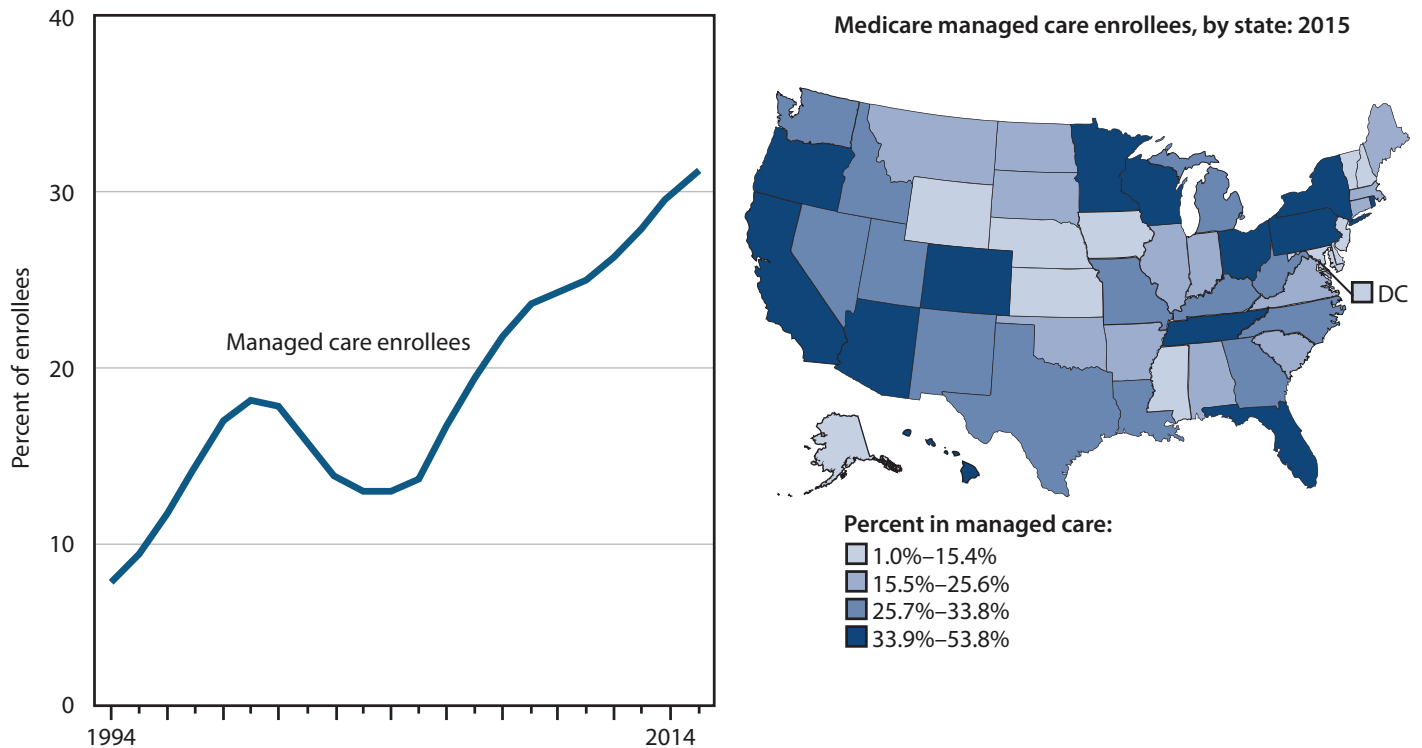 40
30
20
10
0
Percent of enrollees
Managed care enrollees
1994
2014
Medicare managed care enrollees, by state: 2015
DC
Percent in managed care:
1.0%–15.4%
15.5%–25.6%
25.7%–33.8%
33.9%–53.8%